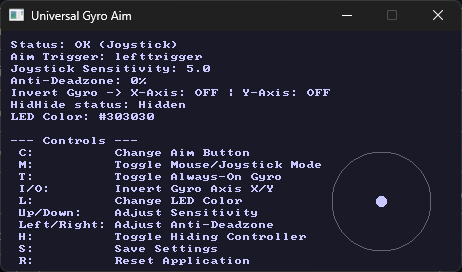 Universal Gyro Aim
Status: OK (Joystick)
Aim Trigger: lefttrigger
Joystick Sensitivity: 5.0
Anti-Deadzone: 0%
Invert Gyro -> X-Axis: OFF | Y-Axis: OFF
HidHide status: Hidden
LED Color: #303030
--- Controls ---
C: Change Aim Button
M: Toggle Mouse/Joystick Mode
T: Toggle Always-On Gyro
I/O: Invert Gyro Axis X/Y
L: Change LED Color
Up/Down: Adjust Sensitivity
Left/Right: Adjust Anti-Deadzone
H: Toggle Hiding Controller
S: Save Settings
R: Reset Application